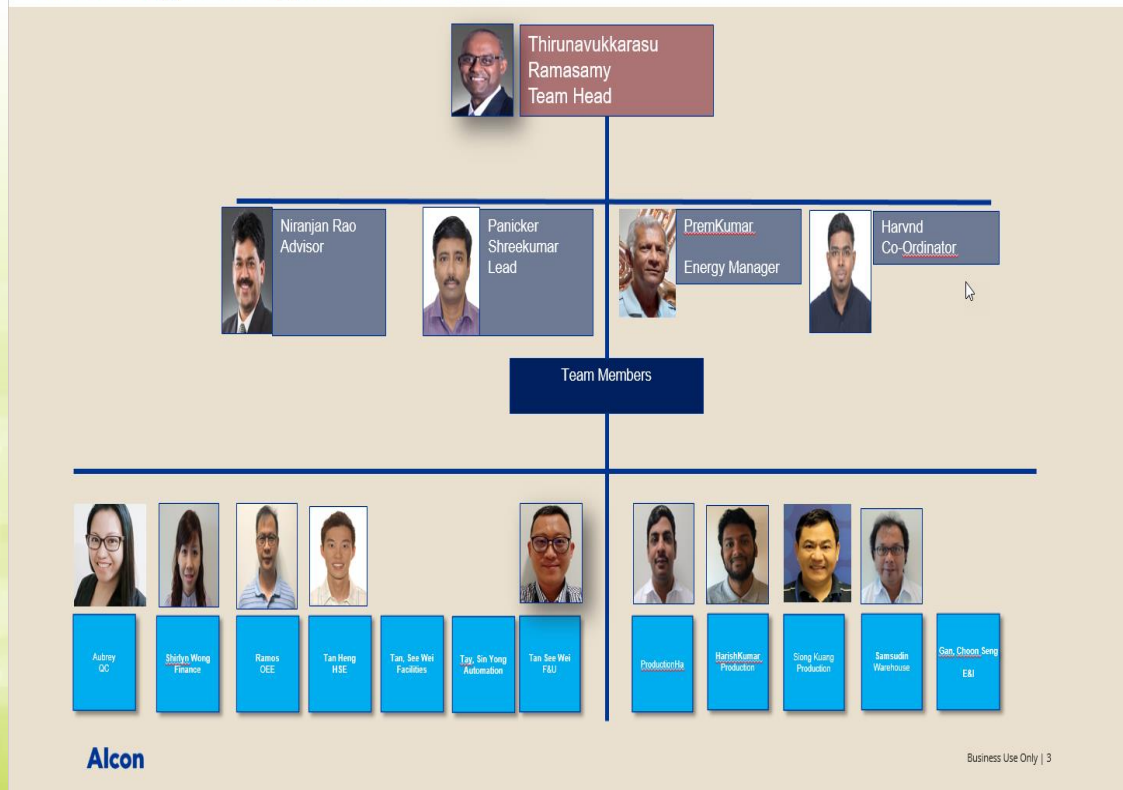 Thirunavukkarasu
Ramasamy
Team Head
Niranjan Rao
Advisor
Panicker
Shreekumar
Lead
PremKumar
Energy Manager
Harvnd
Co-Ordinator
Team Members
Aubrey
QC
Shirlyn Wong
Finance
Ramos
OEE
Tan Heng
HSE
Tan, See Wei
Facilities
Tay, Sin Yong
Automation
Tan See Wei
F&U
ProductionHa
HarishKumar
Production
Siong Kuang
Production
Samsudin
Warehouse
Gan, Choon Seng
E&I
Alcon
Business Use Only | 3